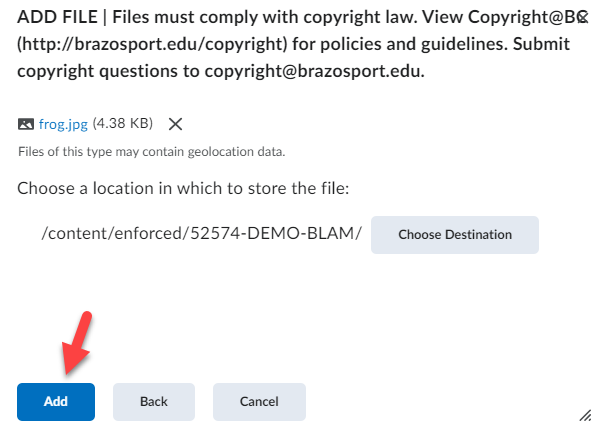 ADD FILE | Files must comply with copyright law. View Copyright@BC
(http://brazosport.edu/copyright) for policies and guidelines. Submit
copyright questions to copyright@brazosport.edu.
frog.jpg (4.38 KB)
Files of this type may contain geolocation data.
Choose a location in which to store the file:
/content/enforced/52574-DEMO-BLAM/ Choose Destination
Add Back Cancel